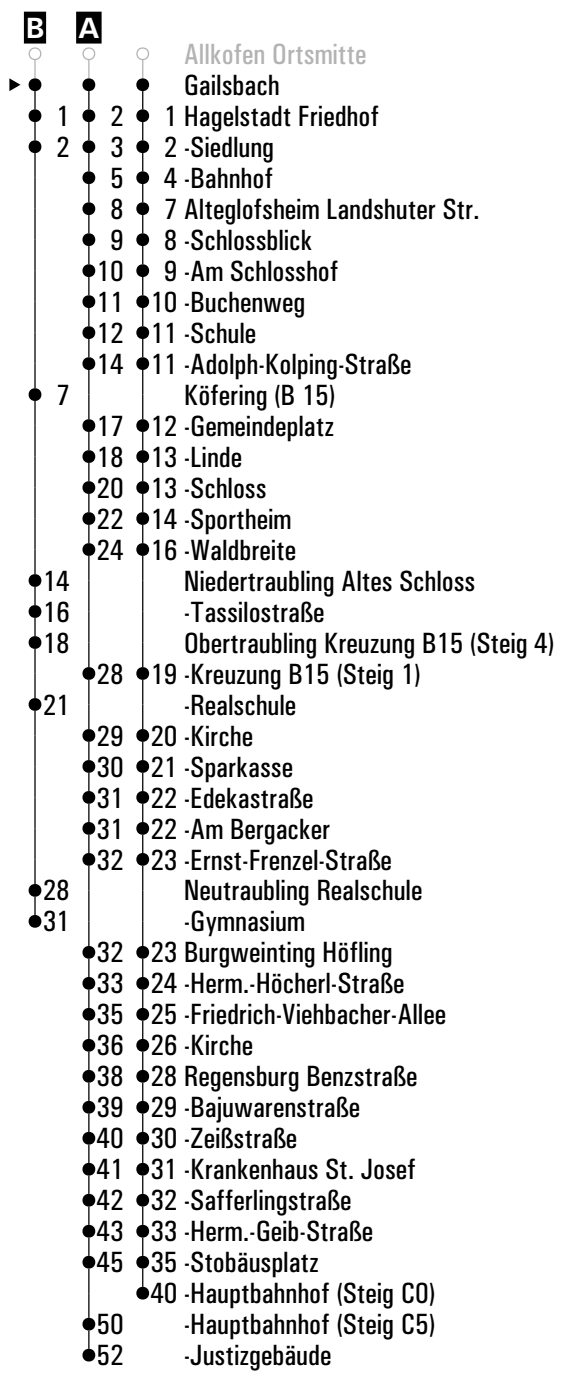 B A
Allkofen Ortsmitte
Gailsbach
1 2 1 Hagelstadt Friedhof
2 3 2 -Siedlung
5 4 -Bahnhof
8 7 Alteglofsheim Landshuter Str.
9 8 -Schlossblick
10 9 -Am Schlosshof
11 10 -Buchenweg
12 11 -Schule
14 11 -Adolph-Kolping-Straße
7 Köfering (B 15)
17 12 -Gemeindeplatz
18 13 -Linde
20 13 -Schloss
22 14 -Sportheim
24 16 -Waldbreite
14 Niedertraubling Altes Schloss
16 -Tassilostraße
18 Obertraubling Kreuzung B15 (Steig 4)
28 19 -Kreuzung B15 (Steig 1)
21 -Realschule
29 20 -Kirche
30 21 -Sparkasse
31 22 -Edekastraße
31 22 -Am Bergacker
32 23 -Ernst-Frenzel-Straße
28 Neutraubling Realschule
31 -Gymnasium
32 23 Burgweinting Höfling
33 24 -Herm.-Höcherl-Straße
35 25 -Friedrich-Viehbacher-Allee
36 26 -Kirche
38 28 Regensburg Benzstraße
39 29 -Bajuwarenstraße
40 30 -Zeißstraße
41 31 -Krankenhaus St. Josef
42 32 -Safferlingstraße
43 33 -Herm.-Geib-Straße
45 35 -Stobäusplatz
40 -Hauptbahnhof (Steig C0)
50 -Hauptbahnhof (Steig C5)
52 -Justizgebäude